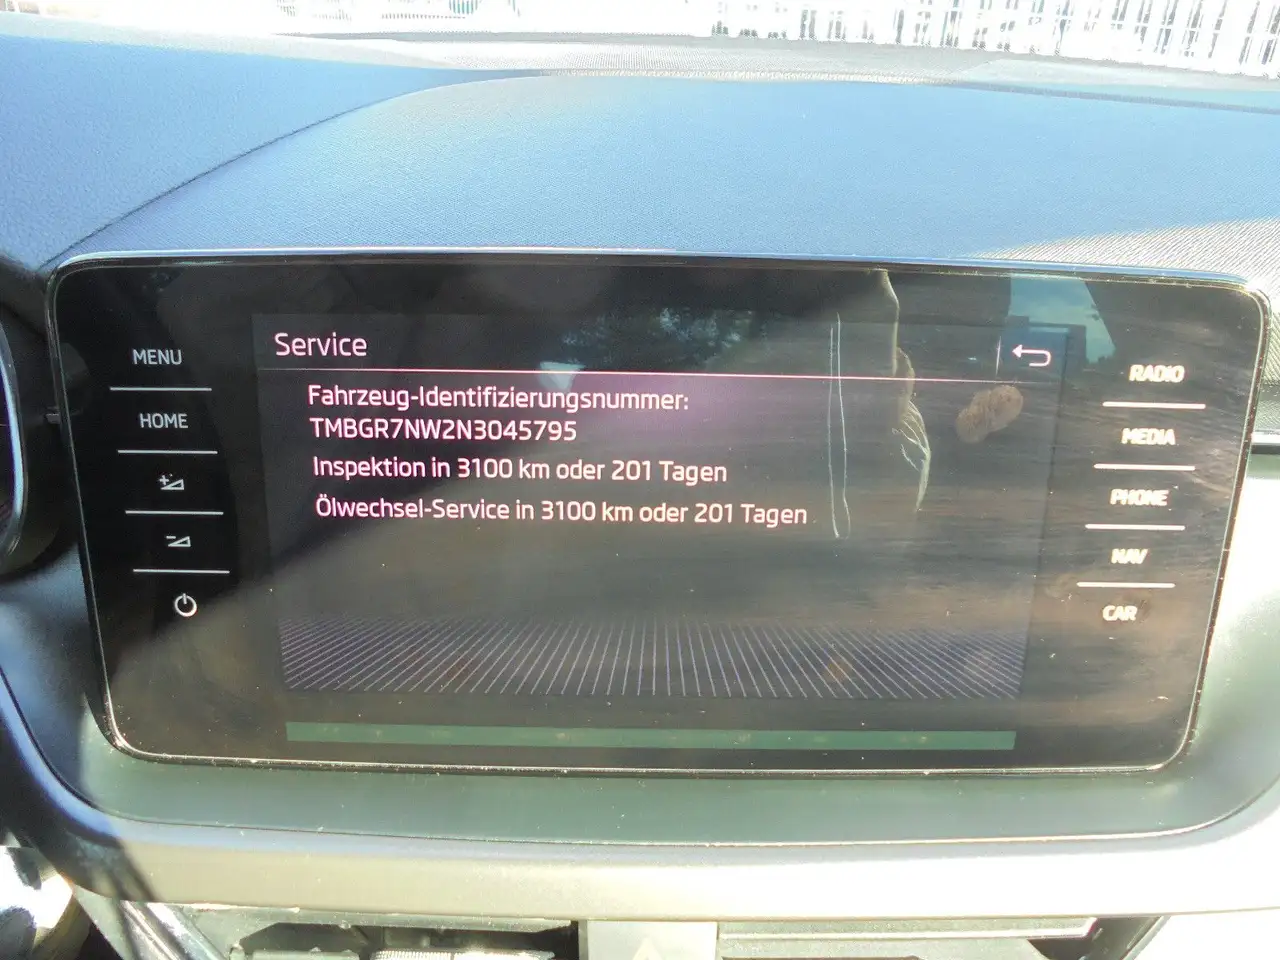 MENU
HOME
Service
Fahrzeug-Identifizierungsnummer:
TMBGR7NW2N3045795
Inspektion in 3100 km oder 201 Tagen
Ölwechsel-Service in 3100 km oder 201 Tagen
RADIO
MEDIA
PHONE
NAV
CAR